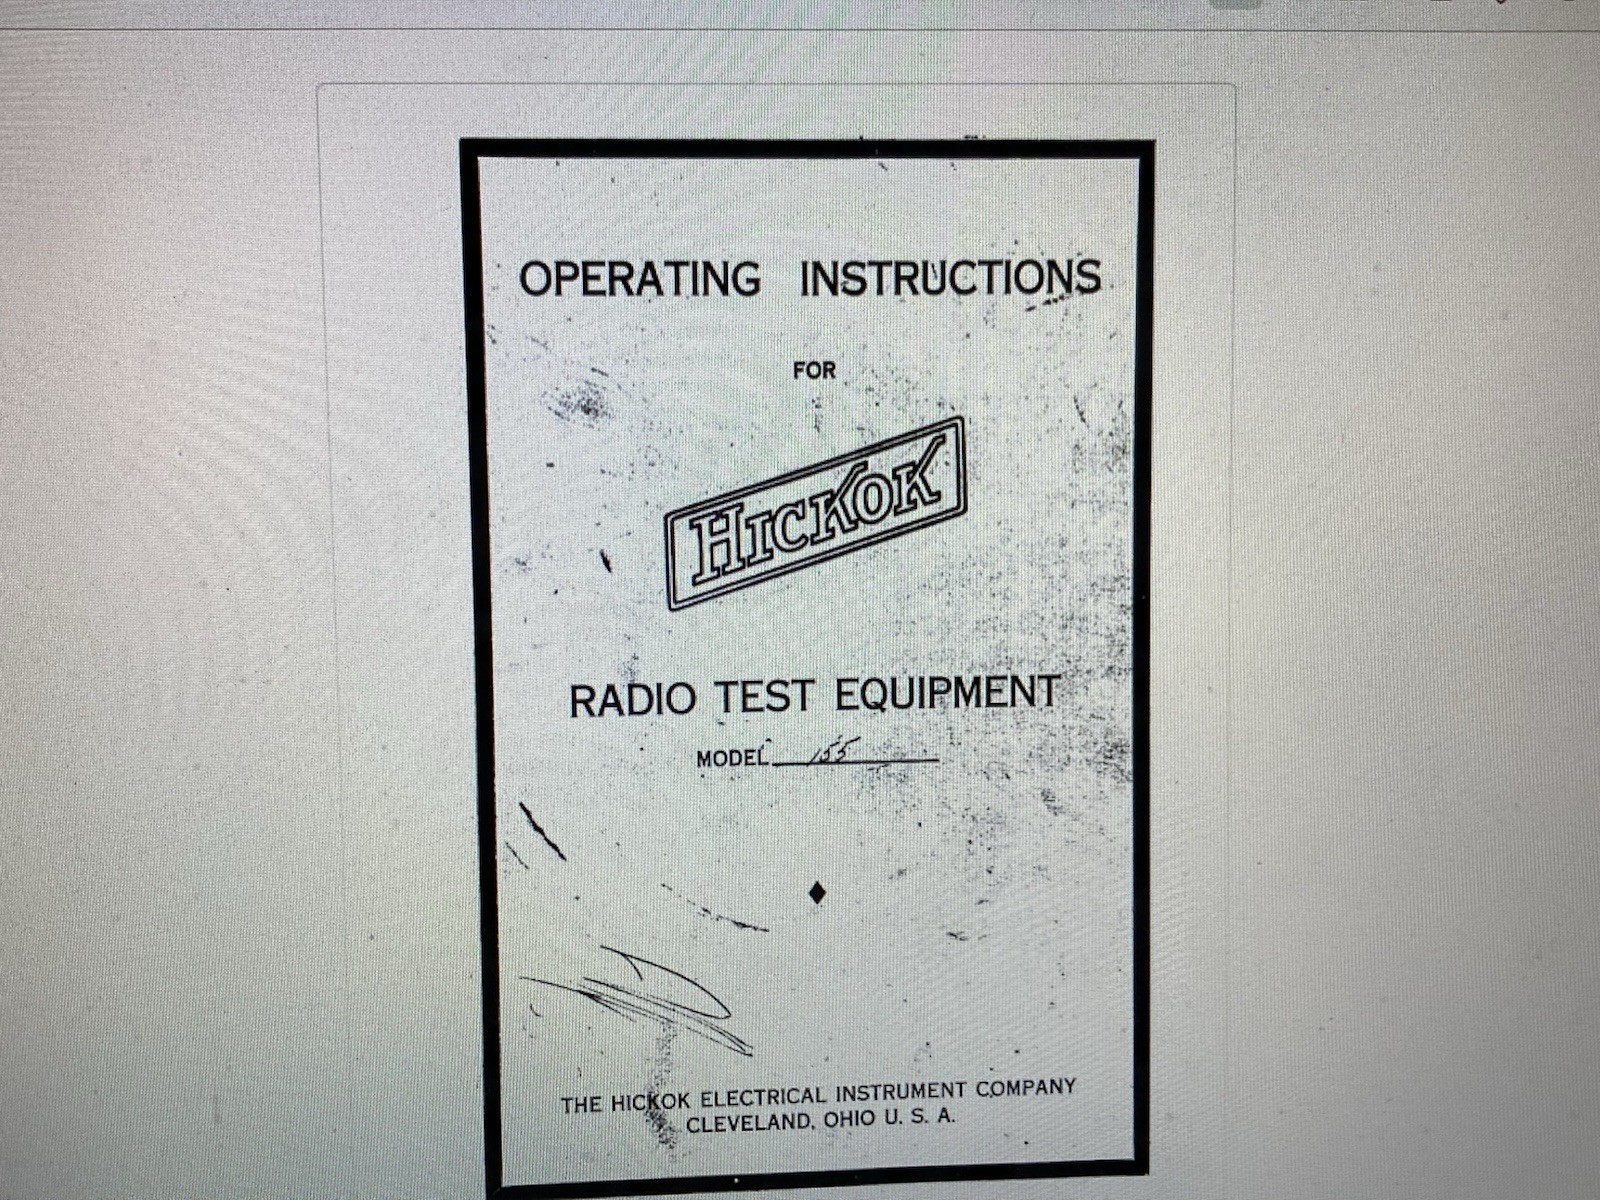 OPERATING INSTRUCTIONS
FOR
HICKOK
RADIO TEST EQUIPMENT
MODEL 155
THE HICKOK ELECTRICAL INSTRUMENT COMPANY
CLEVELAND, OHIO U. S. A.